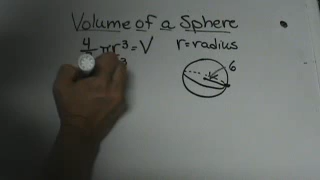 Volume of a Sphere
4 πr³ = V r = radius
6
3